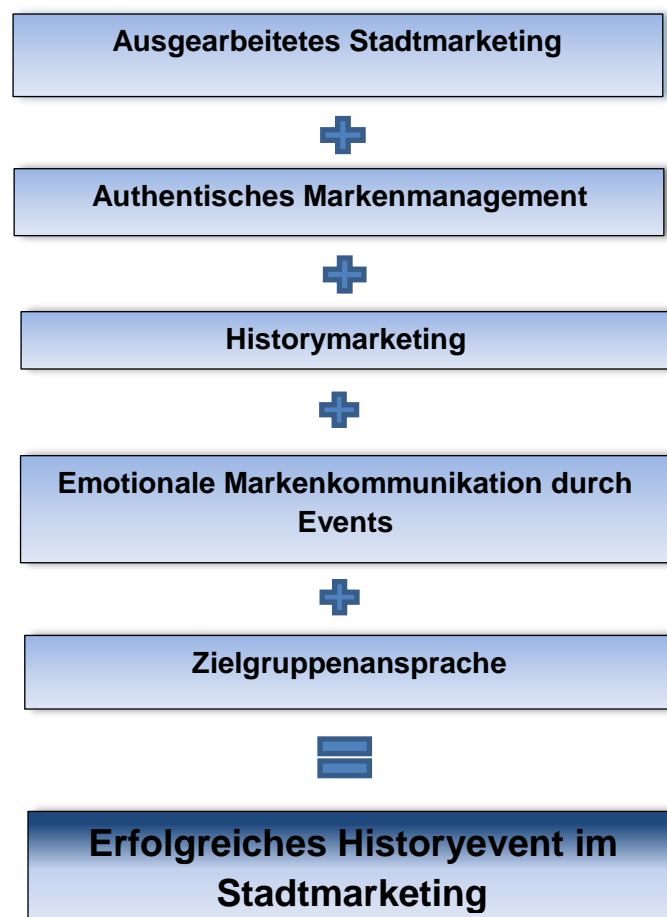 Ausgearbeitetes Stadtmarketing
Authentisches Markenmanagement
Historymarketing
Emotionale Markenkommunikation durch
Events
Zielgruppenansprache
Erfolgreiches Historyevent im
Stadtmarketing